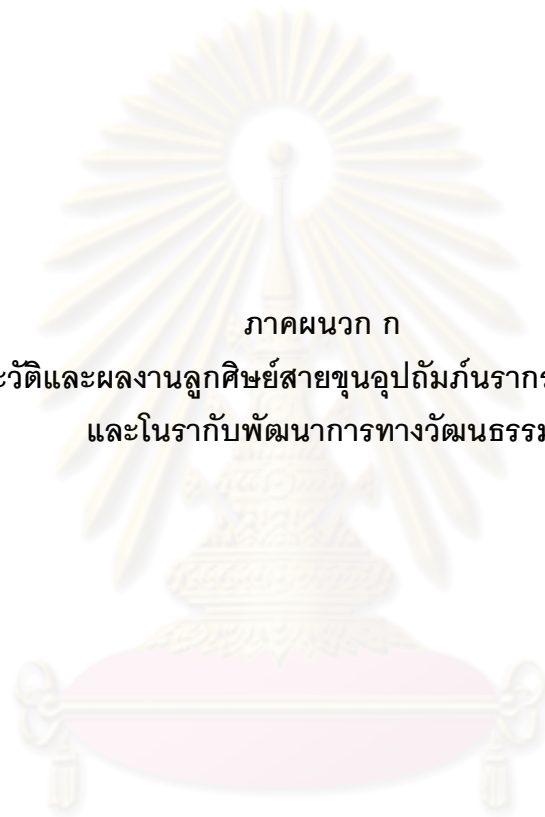 ภาคผนวก ก
ะวัติและผลงานลูกศิษย์สายขุนอุปถัมภ์นรากร
และโนรากับพัฒนาการทางวัฒนธรรม